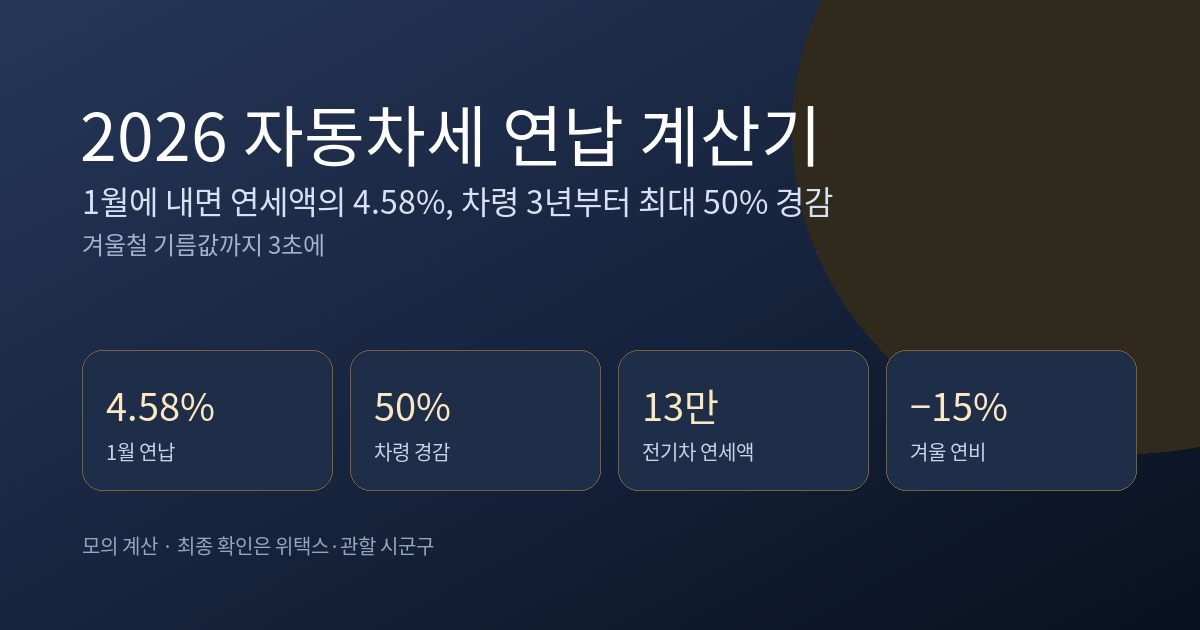 2026 자동차세 연납 계산기
1월에 내면 연세액의 4.58%, 차령 3년부터 최대 50% 경감
겨울철 기름값까지 3초에
4.58%
1월 연납
50%
차령 경감
13만
전기차 연세액
−15%
겨울 연비
모의 계산 · 최종 확인은 위택스·관할 시군구